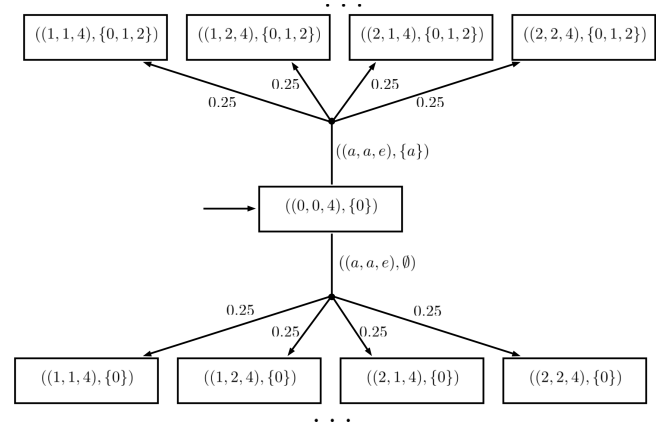 . . .
((1, 1, 4), {0, 1, 2}) ((1, 2, 4), {0, 1, 2}) ((2, 1, 4), {0, 1, 2}) ((2, 2, 4), {0, 1, 2})
0.25 0.25 0.25 0.25
((a, a, e), {a})
((0, 0, 4), {0})
((a, a, e), ∅)
0.25 0.25 0.25 0.25
((1, 1, 4), {0}) ((1, 2, 4), {0}) ((2, 1, 4), {0}) ((2, 2, 4), {0})
. . .